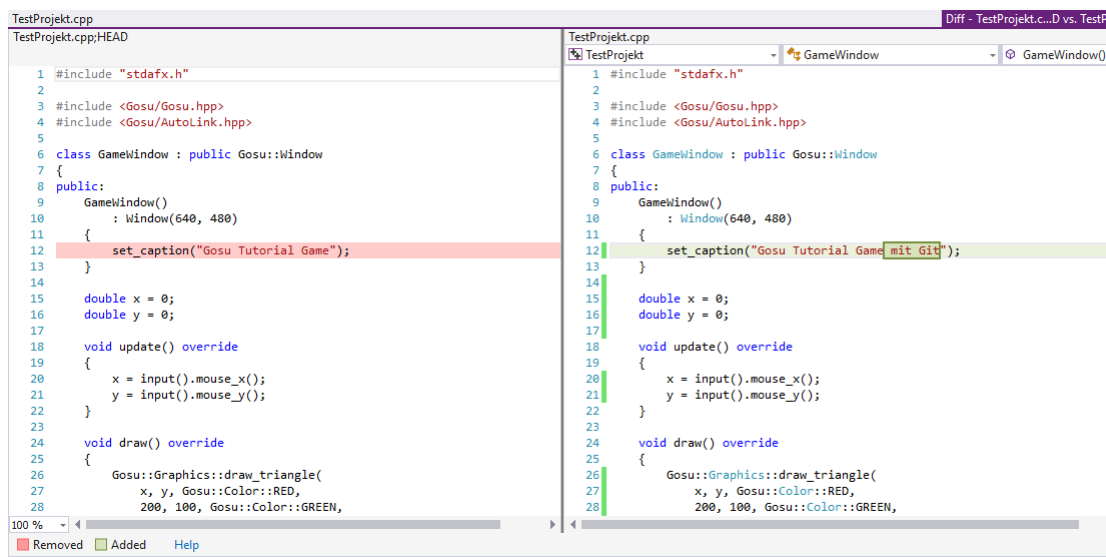 TestProjekt.cpp
Diff - TestProjekt.c...D vs. TestP
TestProjekt.cpp;HEAD
1 #include "stdafx.h"
2
3 #include <Gosu/Gosu.hpp>
4 #include <Gosu/AutoLink.hpp>
5
6 class GameWindow : public Gosu::Window
7 {
8 public:
9     GameWindow()
10         : Window(640, 480)
11     {
12         set_caption("Gosu Tutorial Game");
13     }
14
15     double x = 0;
16     double y = 0;
17
18     void update() override
19     {
20         x = input().mouse_x();
21         y = input().mouse_y();
22     }
23
24     void draw() override
25     {
26         Gosu::Graphics::draw_triangle(
27             x, y, Gosu::Color::RED,
28             200, 100, Gosu::Color::GREEN,
100 %
TestProjekt.cpp
TestProjekt GameWindow GameWindow()
1 #include "stdafx.h"
2
3 #include <Gosu/Gosu.hpp>
4 #include <Gosu/AutoLink.hpp>
5
6 class GameWindow : public Gosu::Window
7 {
8 public:
9     GameWindow()
10         : Window(640, 480)
11     {
12         set_caption("Gosu Tutorial Game mit Git");
13     }
14
15     double x = 0;
16     double y = 0;
17
18     void update() override
19     {
20         x = input().mouse_x();
21         y = input().mouse_y();
22     }
23
24     void draw() override
25     {
26         Gosu::Graphics::draw_triangle(
27             x, y, Gosu::Color::RED,
28             200, 100, Gosu::Color::GREEN,
Removed Added Help